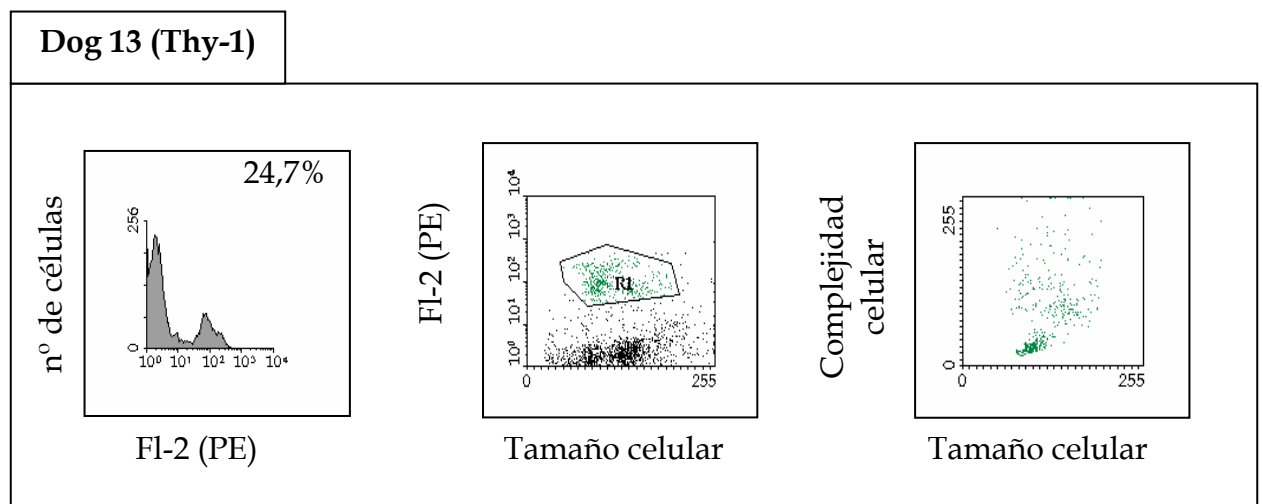 Dog 13 (Thy-1)
nº de células
24,7%
256
0
10⁰ 10¹ 10² 10³ 10⁴
Fl-2 (PE)
Fl-2 (PE)
10⁴
10³
10²
10¹
10⁰
R1
0 255
Tamaño celular
Complejidad
celular
255
0
0 255
Tamaño celular